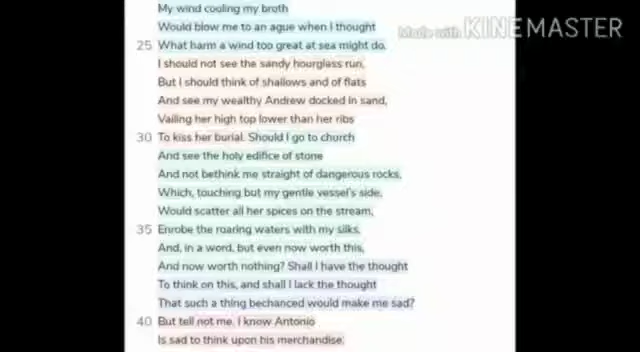 My wind cooling my broth
Would blow me to an ague when I thought
Made with KINEMASTER
25 What harm a wind too great at sea might do.
I should not see the sandy hourglass run,
But I should think of shallows and of flats
And see my wealthy Andrew docked in sand,
Vailing her high top lower than her ribs
30 To kiss her burial. Should I go to church
And see the holy edifice of stone
And not bethink me straight of dangerous rocks,
Which, touching but my gentle vessel's side,
Would scatter all her spices on the stream,
35 Enrobe the roaring waters with my silks,
And, in a word, but even now worth this,
And now worth nothing? Shall I have the thought
To think on this, and shall I lack the thought
That such a thing bechanced would make me sad?
40 But tell not me. I know Antonio
Is sad to think upon his merchandise.